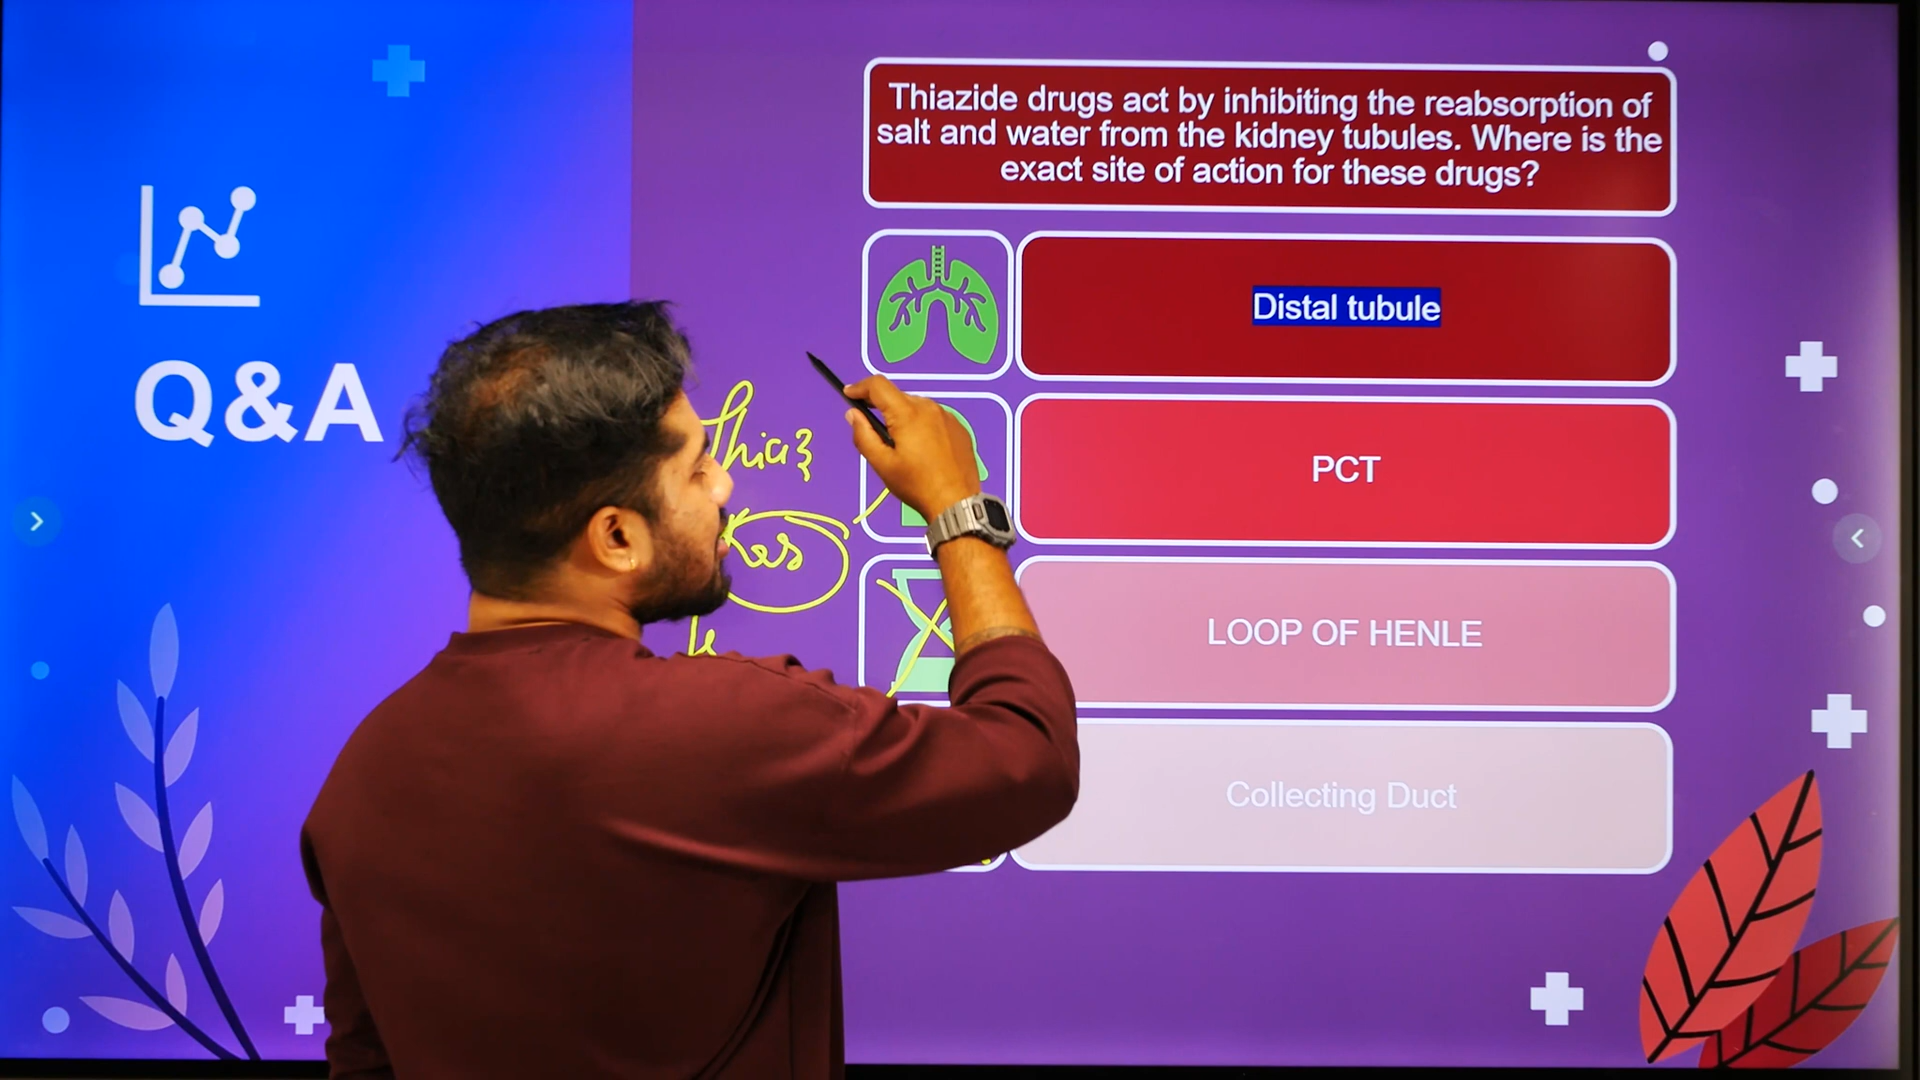 Q&A
Thiazide drugs act by inhibiting the reabsorption of
salt and water from the kidney tubules. Where is the
exact site of action for these drugs?
Distal tubule
PCT
LOOP OF HENLE
Collecting Duct